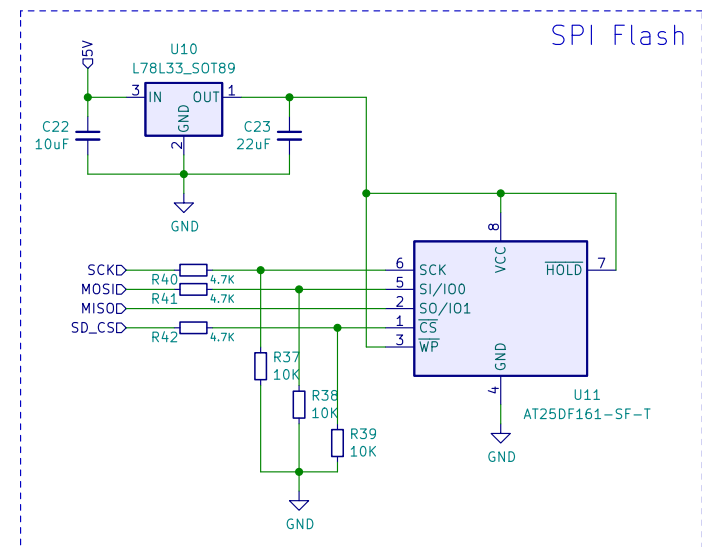 SPI Flash
5V
U10
L78L33_SOT89
3
IN
OUT
1
GND
2
C22
10uF
C23
22uF
GND
8
VCC
SCK
R40
4.7K
6
SCK
HOLD
7
MOSI
R41
4.7K
5
SI/IO0
MISO
2
SO/IO1
SD_CS
R42
4.7K
1
CS
3
WP
GND
4
R37
10K
R38
10K
R39
10K
U11
AT25DF161-SF-T
GND
GND